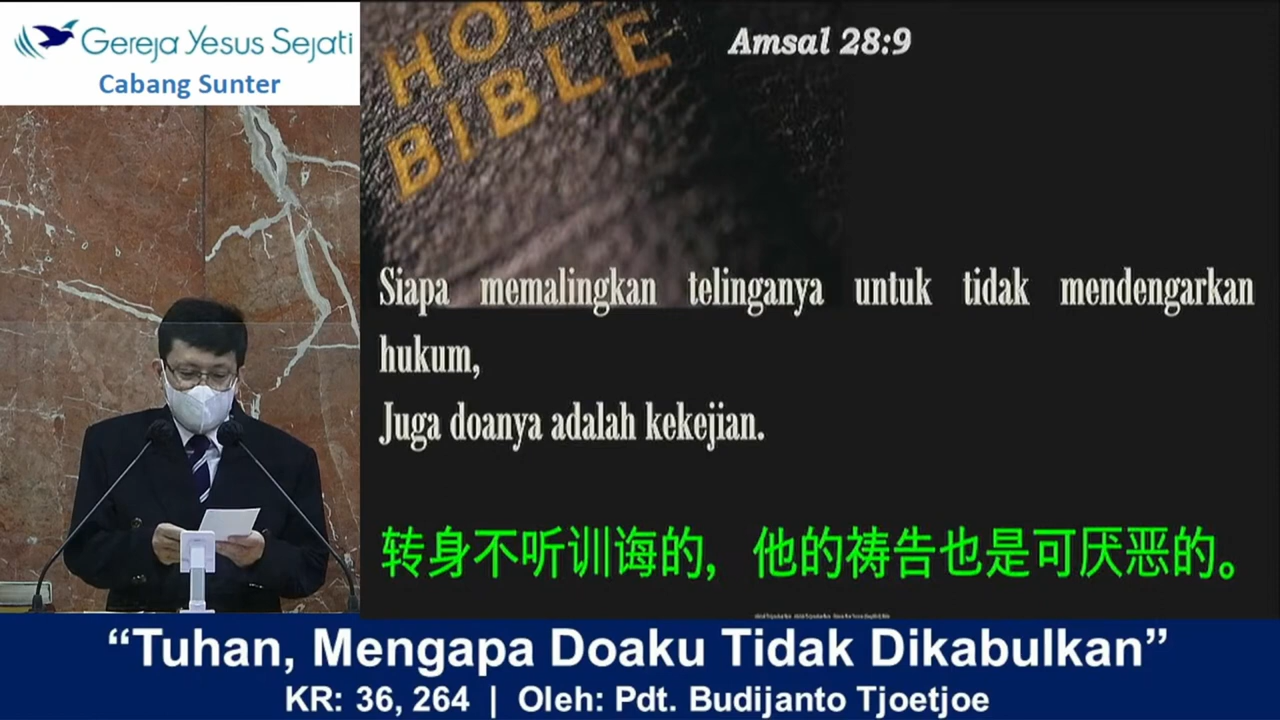 Gereja Yesus Sejati
Cabang Sunter
HOLY
BIBLE
Amsal 28:9
Siapa memalingkan telinganya untuk tidak mendengarkan
hukum,
Juga doanya adalah kekejian.
转身不听训诲的，他的祷告也是可厌恶的。
“Tuhan, Mengapa Doaku Tidak Dikabulkan”
KR: 36, 264 | Oleh: Pdt. Budijanto Tjoetjoe